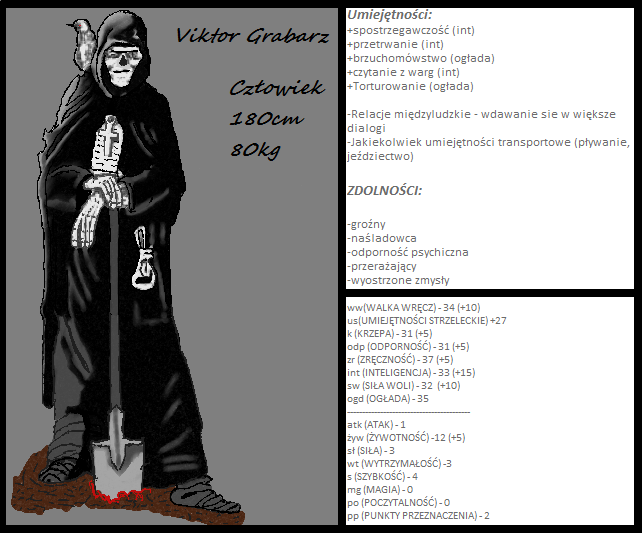 Viktor Grabarz
Człowiek
180cm
80kg
Umiejętności:
+spostrzegawczość (int)
+przetrwanie (int)
+brzuchomówstwo (ogłada)
+czytanie z warg (int)
+Torturowanie (ogłada)
-Relacje międzyludzkie - wdawanie sie w większe
dialogi
-Jakiekolwiek umiejętności transportowe (pływanie,
jeździectwo)
ZDOLNOŚCI:
-groźny
-naśladowca
-odporność psychiczna
-przerażający
-wyostrzone zmysły
ww(WALKA WRĘCZ) - 34 (+10)
us(UMIEJĘTNOŚCI STRZELECKIE) +27
k (KRZEPA) - 31 (+5)
odp (ODPORNOŚĆ) - 31 (+5)
zr (ZRĘCZNOŚĆ) - 37 (+5)
int (INTELIGENCJA) - 33 (+15)
sw (SIŁA WOLI) - 32  (+10)
ogd (OGŁADA) - 35
----------------------------------------
atk (ATAK) - 1
żyw (ŻYWOTNOŚĆ) -12 (+5)
sł (SIŁA) - 3
wt (WYTRZYMAŁOŚĆ) -3
s (SZYBKOŚĆ) - 4
mg (MAGIA) - 0
po (POCZYTALNOŚĆ) - 0
pp (PUNKTY PRZEZNACZENIA) - 2